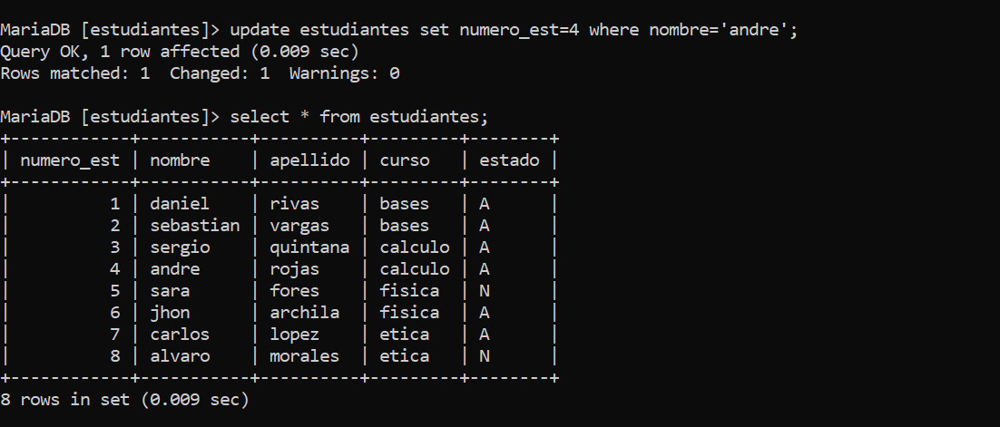 MariaDB [estudiantes]> update estudiantes set numero_est=4 where nombre='andre';
Query OK, 1 row affected (0.009 sec)
Rows matched: 1  Changed: 1  Warnings: 0

MariaDB [estudiantes]> select * from estudiantes;
+------------+-----------+----------+---------+--------+
| numero_est | nombre    | apellido | curso   | estado |
+------------+-----------+----------+---------+--------+
|          1 | daniel    | rivas    | bases   | A      |
|          2 | sebastian | vargas   | bases   | A      |
|          3 | sergio    | quintana | calculo | A      |
|          4 | andre     | rojas    | calculo | A      |
|          5 | sara      | fores    | fisica  | N      |
|          6 | jhon      | archila  | fisica  | A      |
|          7 | carlos    | lopez    | etica   | A      |
|          8 | alvaro    | morales  | etica   | N      |
+------------+-----------+----------+---------+--------+
8 rows in set (0.009 sec)